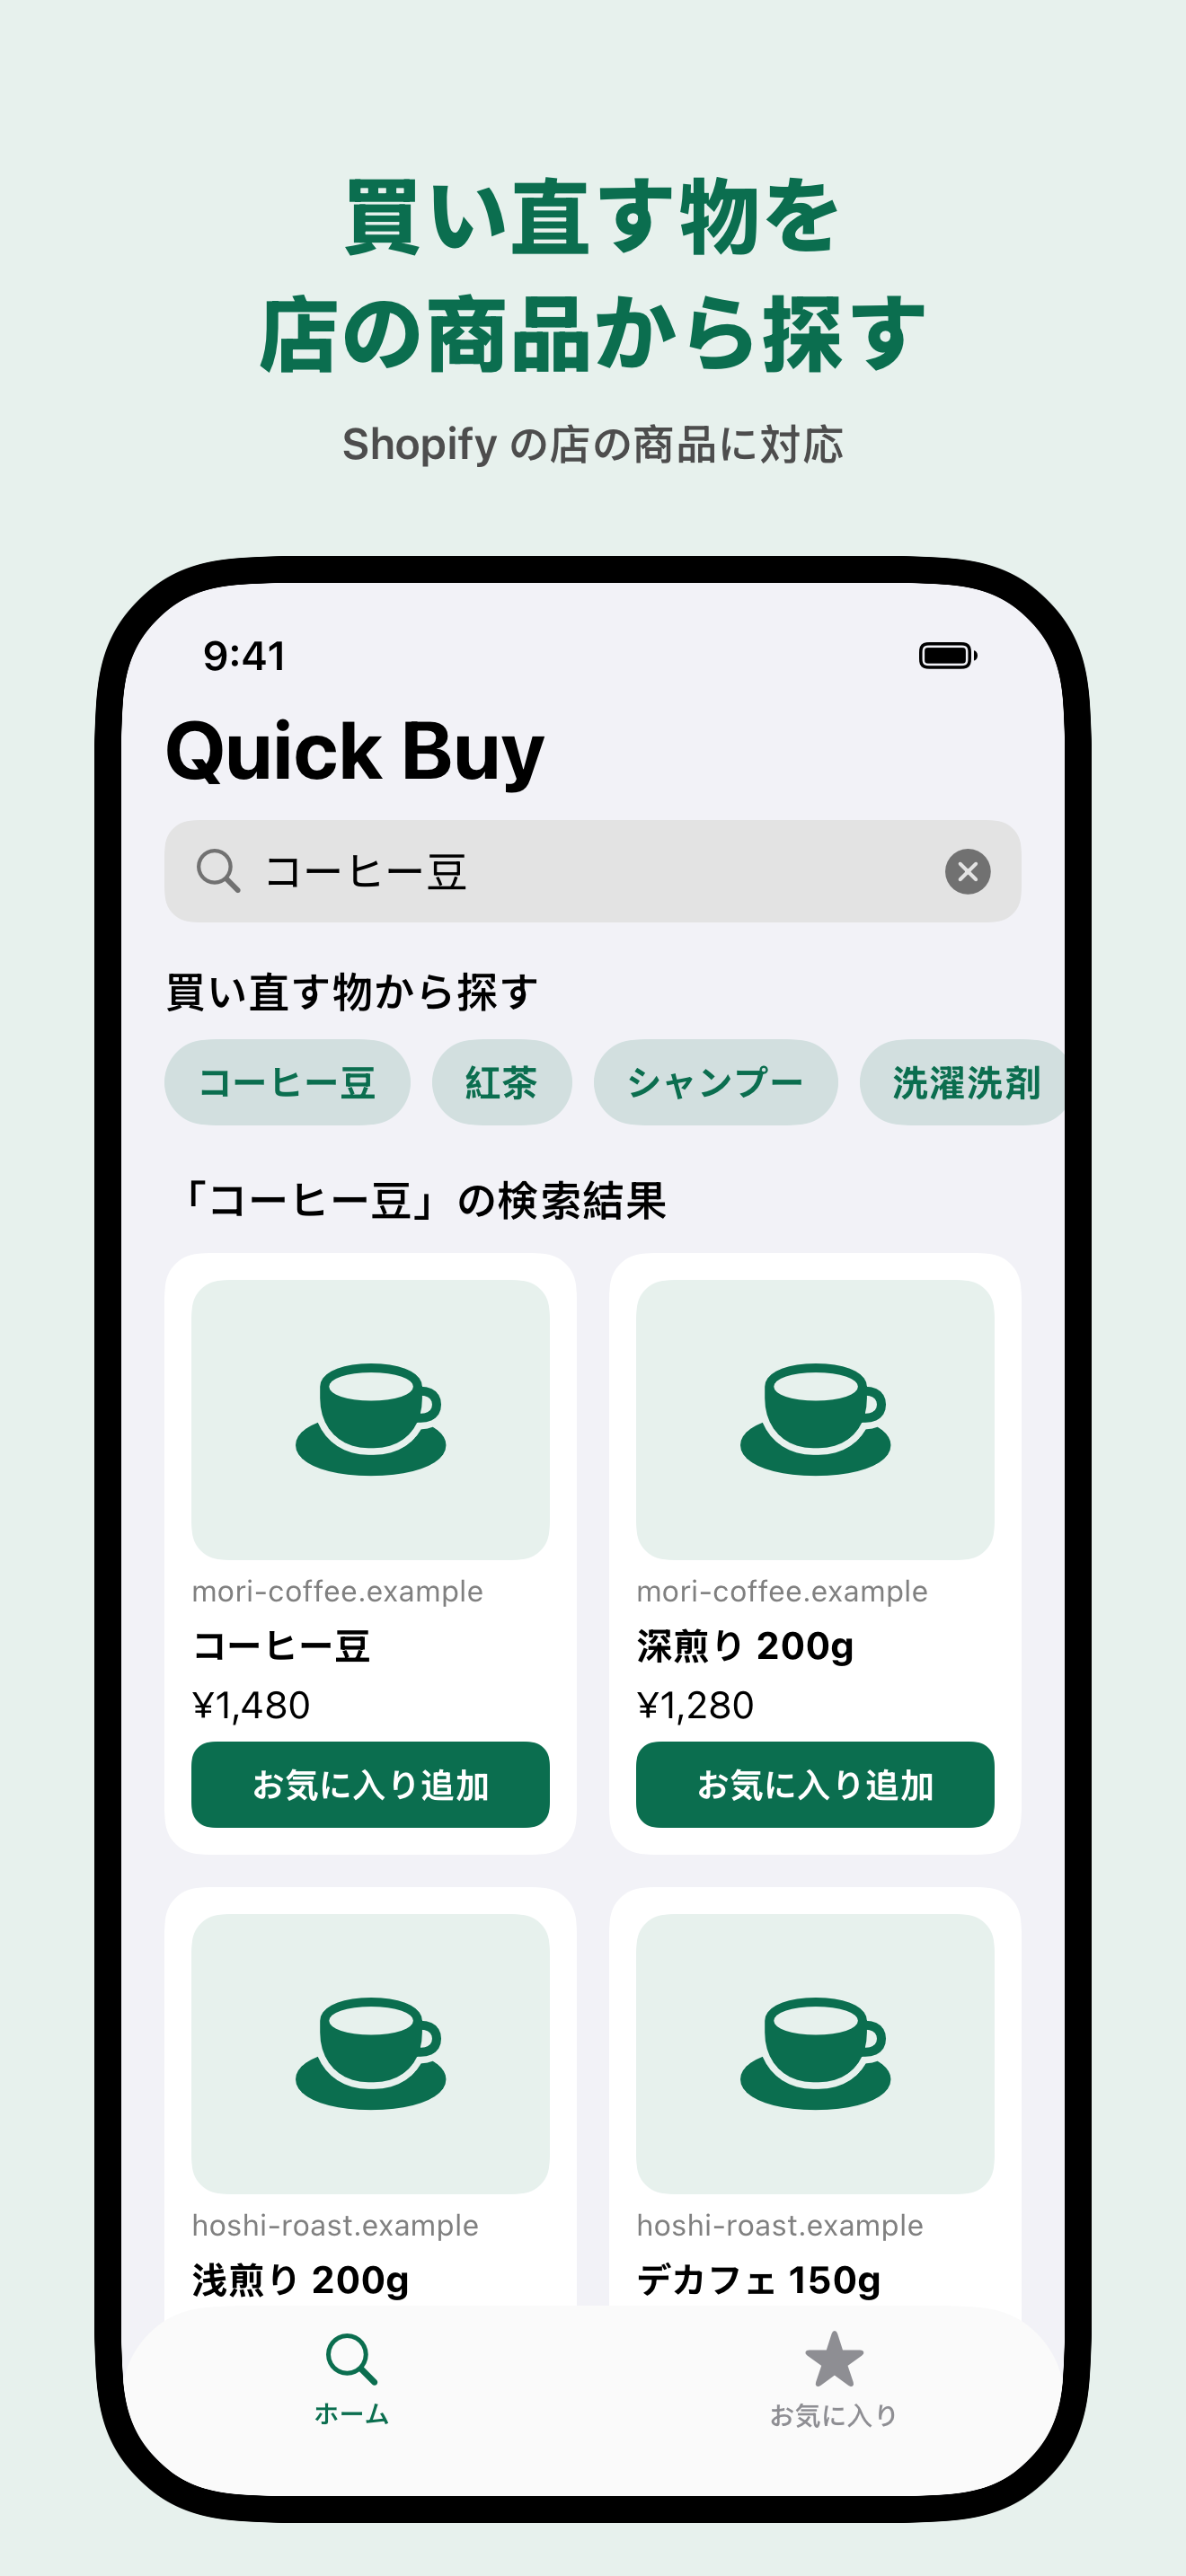 買い直す物を
店の商品から探す
Shopify の店の商品に対応
9:41
Quick Buy
コーヒー豆
買い直す物から探す
コーヒー豆 紅茶 シャンプー 洗濯洗剤
「コーヒー豆」の検索結果
mori-coffee.example
コーヒー豆
¥1,480
お気に入り追加
mori-coffee.example
深煎り 200g
¥1,280
お気に入り追加
hoshi-roast.example
浅煎り 200g
hoshi-roast.example
デカフェ 150g
ホーム お気に入り